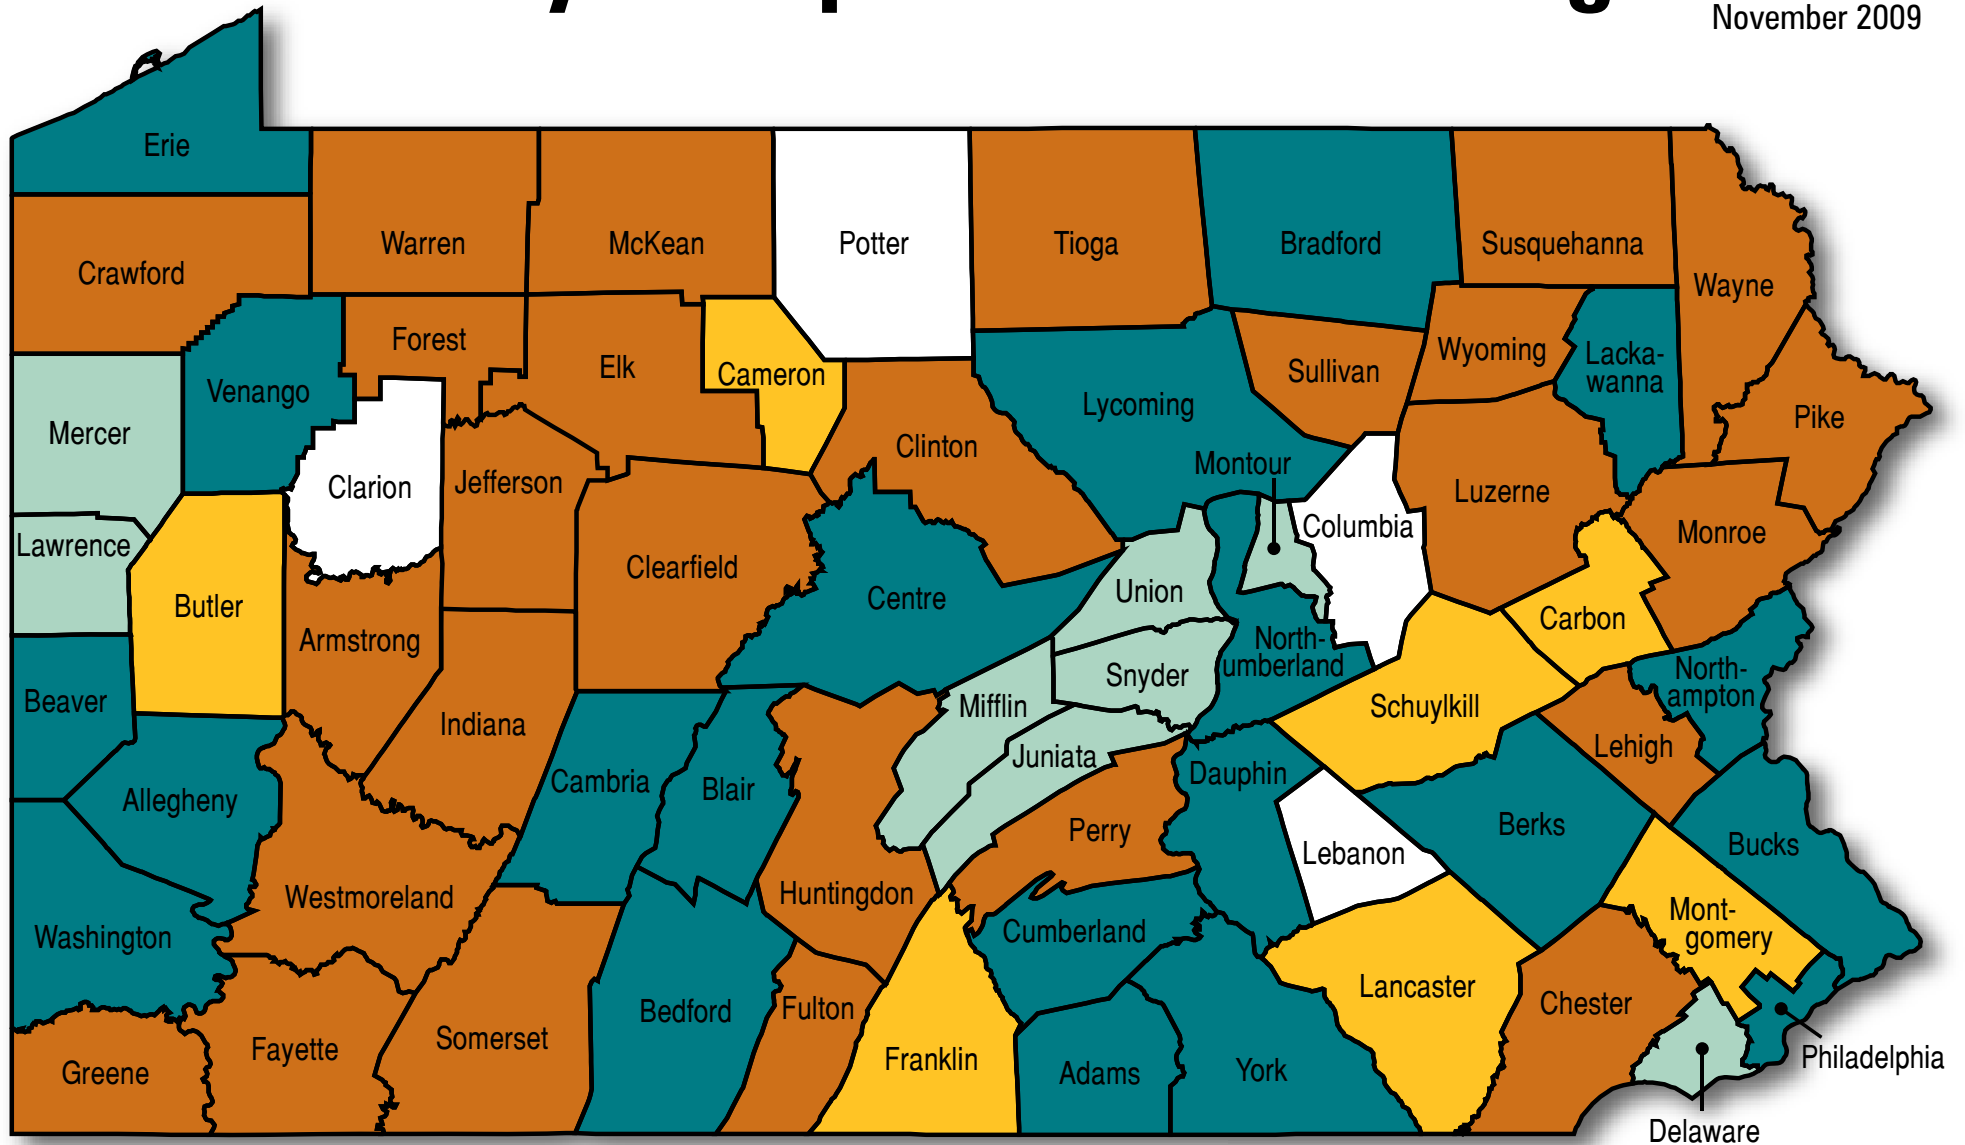 November 2009
Erie
Warren
McKean
Potter
Tioga
Bradford
Susquehanna
Crawford
Wayne
Forest
Elk
Cameron
Sullivan
Wyoming
Lacka-
wanna
Venango
Lycoming
Pike
Mercer
Clinton
Clarion
Jefferson
Montour
Luzerne
Columbia
Monroe
Lawrence
Clearfield
Centre
Union
Butler
Armstrong
Carbon
North-
umberland
Snyder
North-
ampton
Beaver
Mifflin
Schuylkill
Indiana
Juniata
Lehigh
Allegheny
Cambria
Blair
Dauphin
Perry
Berks
Bucks
Lebanon
Westmoreland
Huntingdon
Mont-
gomery
Washington
Cumberland
Lancaster
Chester
Bedford
Fulton
Somerset
Fayette
Greene
Franklin
Adams
York
Philadelphia
Delaware